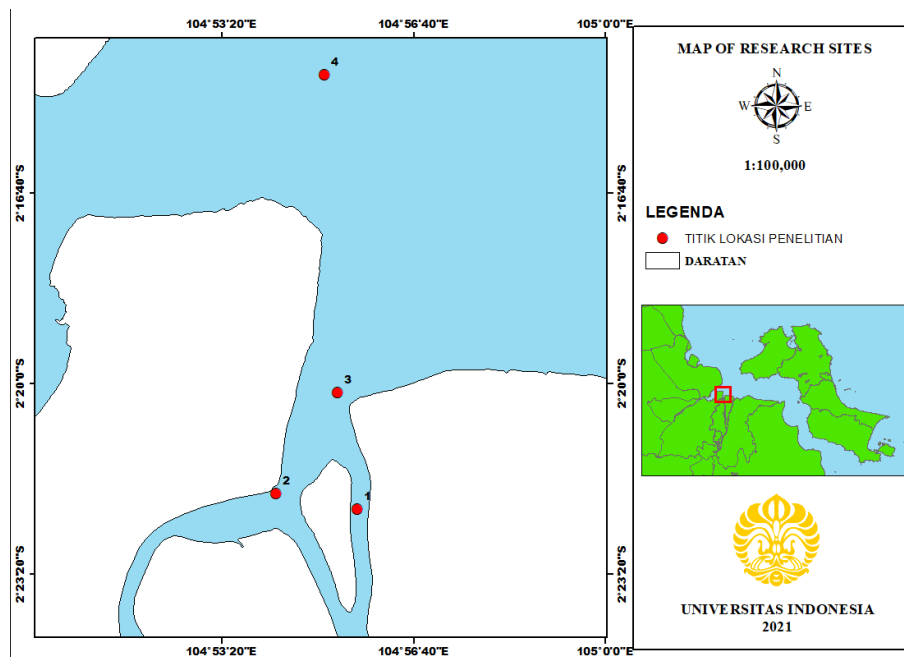 104°53'20"E
104°56'40"E
105°0'0"E
4
2°16'40"S
2°16'40"S
3
2°20'0"S
2°20'0"S
2
1
2°23'20"S
2°23'20"S
104°53'20"E
104°56'40"E
105°0'0"E
MAP OF RESEARCH SITES
N
W E
S
1:100,000
LEGENDA
TITIK LOKASI PENELITIAN
DARATAN
UNIVERSITAS INDONESIA
2021